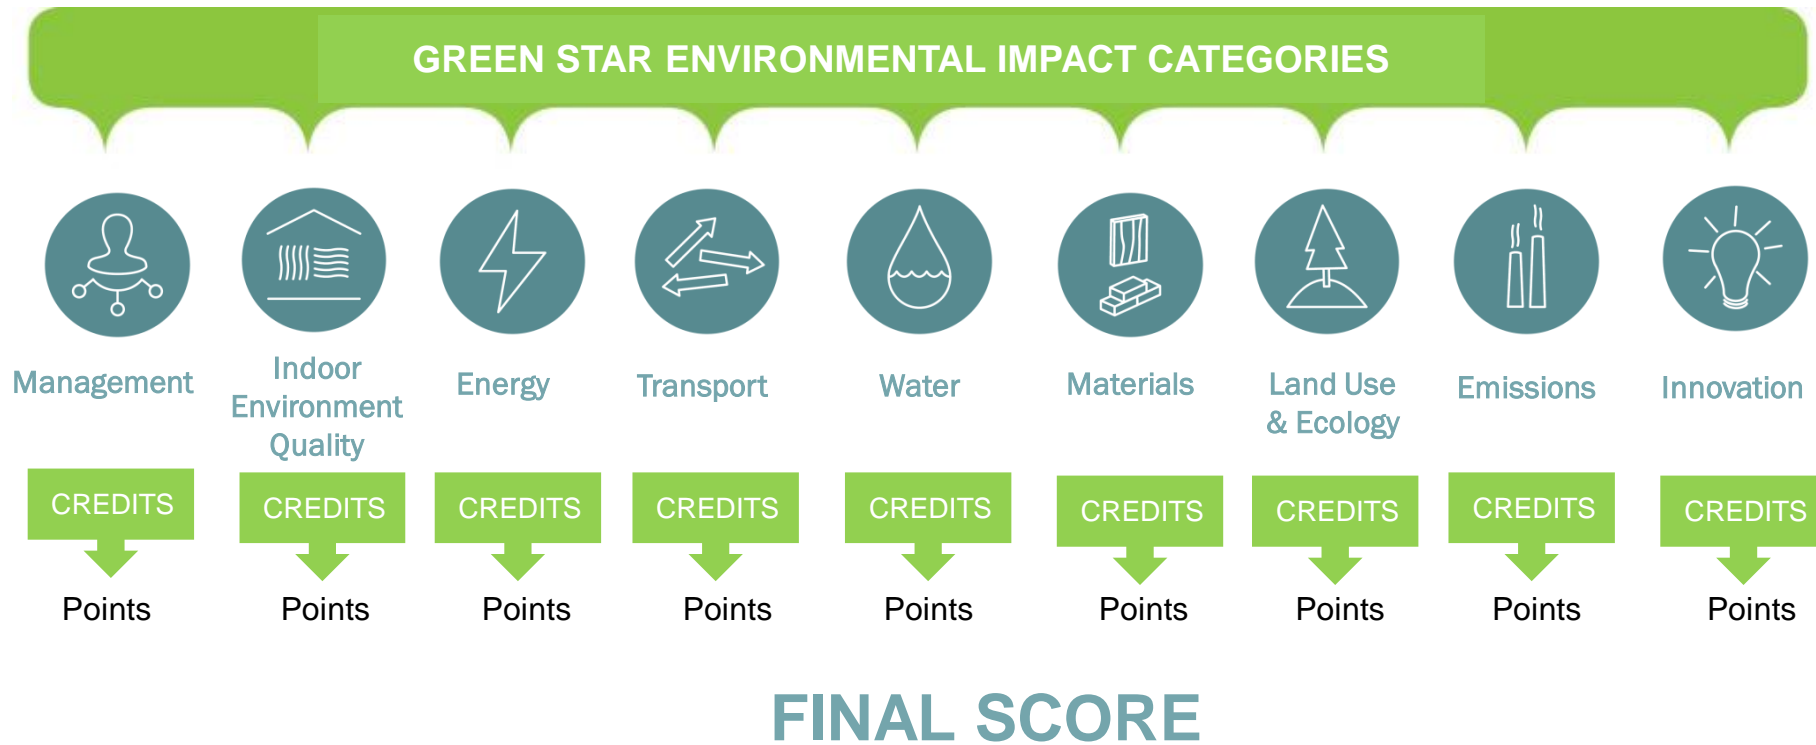 GREEN STAR ENVIRONMENTAL IMPACT CATEGORIES
Management
Indoor
Environment
Quality
Energy
Transport
Water
Materials
Land Use
& Ecology
Emissions
Innovation
CREDITS
CREDITS
CREDITS
CREDITS
CREDITS
CREDITS
CREDITS
CREDITS
CREDITS
Points
Points
Points
Points
Points
Points
Points
Points
Points
FINAL SCORE